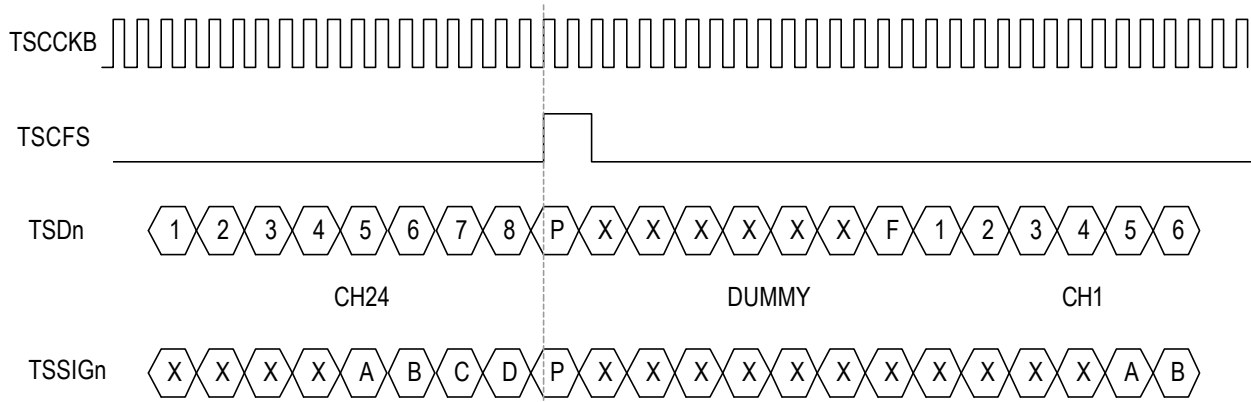 TSCCKB
TSCFS
TSDn 1 2 3 4 5 6 7 8 P X X X X X X F 1 2 3 4 5 6
CH24 DUMMY CH1
TSSIGn X X X X A B C D P X X X X X X X X X X X A B